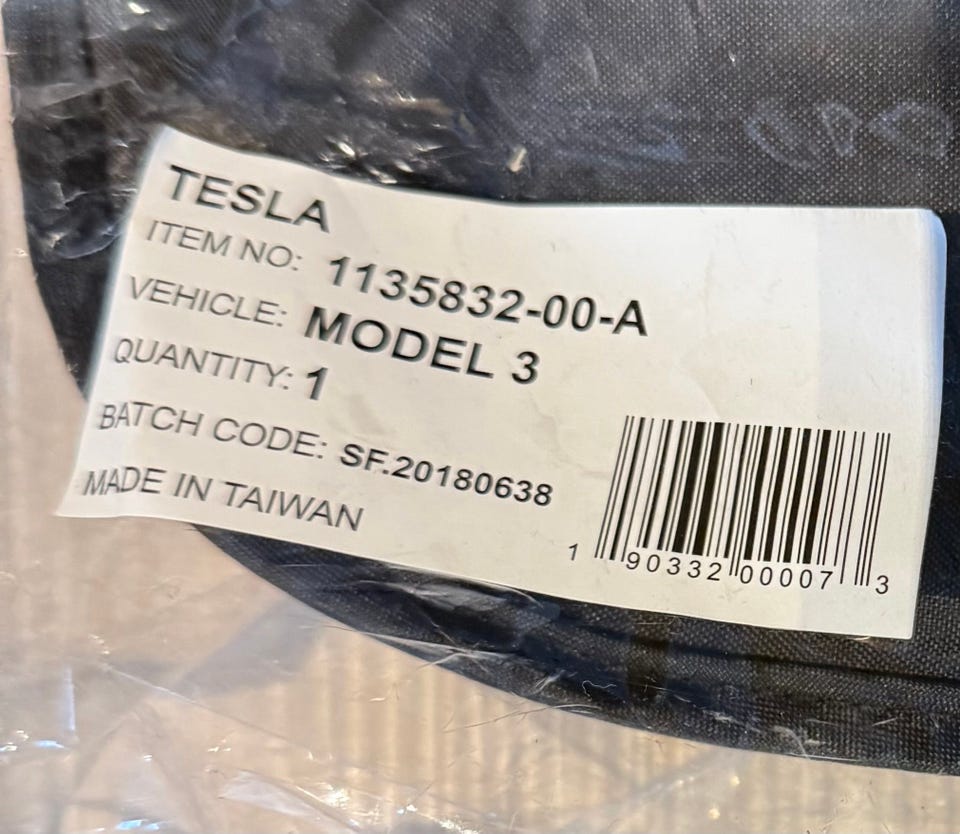 TESLA
ITEM NO: 1135832-00-A
VEHICLE: MODEL 3
QUANTITY: 1
BATCH CODE: SF.20180638
MADE IN TAIWAN
1 90332 00007 3